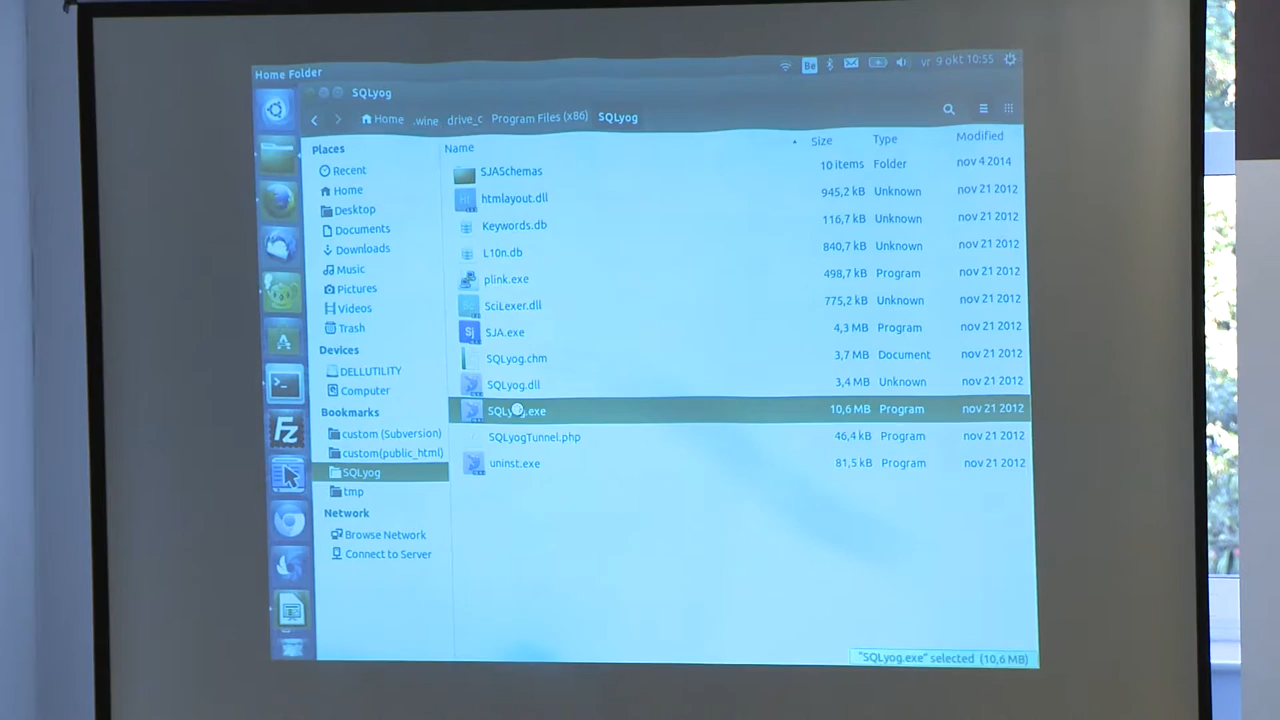 Home Folder
Be
vr 9 okt 10:55
SQLyog
Home
.wine
drive_c
Program Files (x86)
SQLyog
Places
Recent
Home
Desktop
Documents
Downloads
Music
Pictures
Videos
Trash
Devices
DELLUTILITY
Computer
Bookmarks
custom (Subversion)
custom(public_html)
SQLyog
tmp
Network
Browse Network
Connect to Server
Name Size Type Modified
SJASchemas 10 items Folder nov 4 2014
htmlayout.dll 945,2 kB Unknown nov 21 2012
Keywords.db 116,7 kB Unknown nov 21 2012
L10n.db 840,7 kB Unknown nov 21 2012
plink.exe 498,7 kB Program nov 21 2012
SciLexer.dll 775,2 kB Unknown nov 21 2012
Sj SJA.exe 4,3 MB Program nov 21 2012
SQLyog.chm 3,7 MB Document nov 21 2012
SQLyog.dll 3,4 MB Unknown nov 21 2012
SQLyog.exe 10,6 MB Program nov 21 2012
SQLyogTunnel.php 46,4 kB Program nov 21 2012
uninst.exe 81,5 kB Program nov 21 2012
Fz
"SQLyog.exe" selected (10,6 MB)